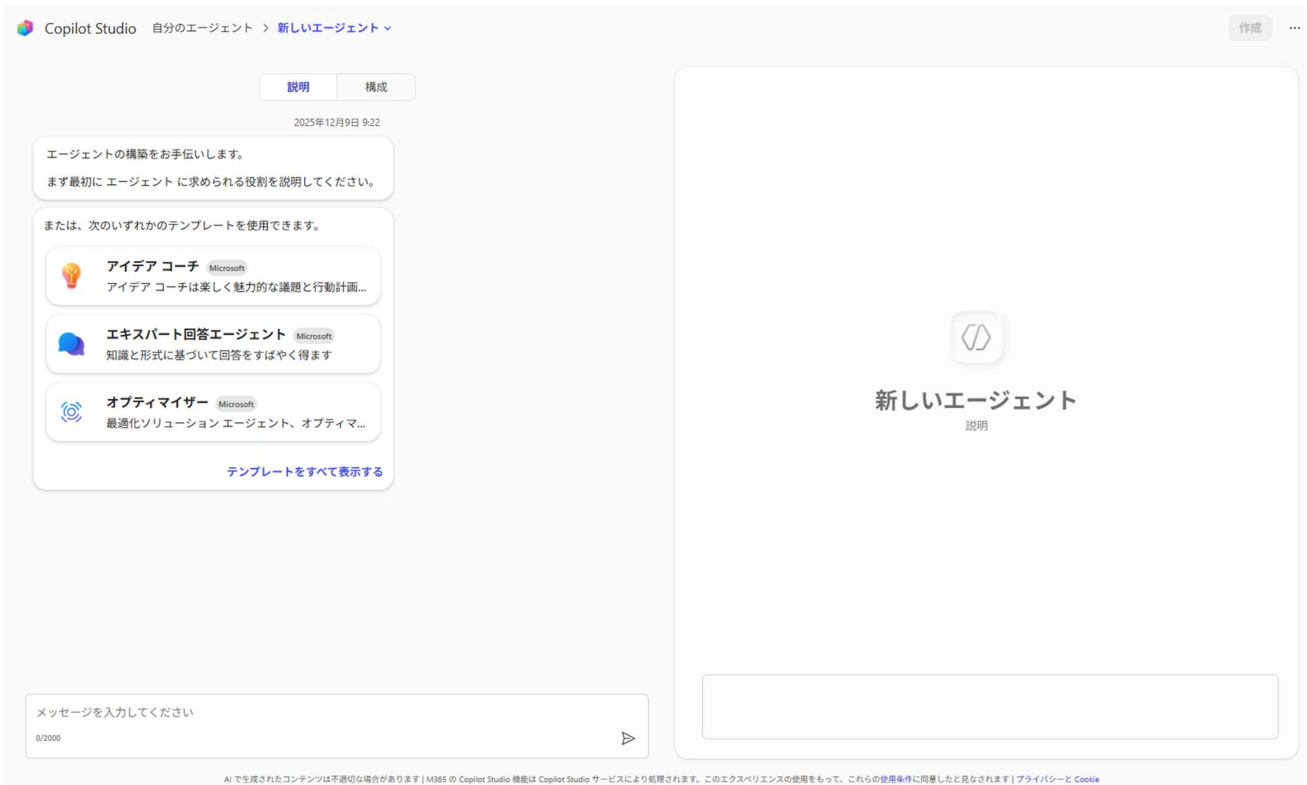 Copilot Studio 自分のエージェント > 新しいエージェント
作成
説明 構成
2025年12月9日 9:22
エージェントの構築をお手伝いします。
まず最初に エージェント に求められる役割を説明してください。
または、次のいずれかのテンプレートを使用できます。
アイデア コーチ Microsoft
アイデア コーチは楽しく魅力的な議題と行動計画...
エキスパート回答エージェント Microsoft
知識と形式に基づいて回答をすばやく得ます
オプティマイザー Microsoft
最適化ソリューション エージェント、オプティマ...
テンプレートをすべて表示する
メッセージを入力してください
0/2000
新しいエージェント
説明
AI で生成されたコンテンツは不適切な場合があります | M365 の Copilot Studio 機能は Copilot Studio サービスにより処理されます。このエクスペリエンスの使用をもって、これらの使用条件に同意したと見なされます | プライバシーと Cookie